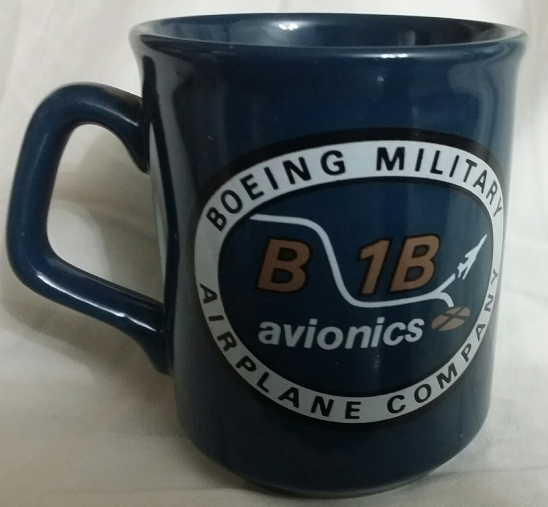 BOEING MILITARY
B 1B
avionics
AIRPLANE COMPANY